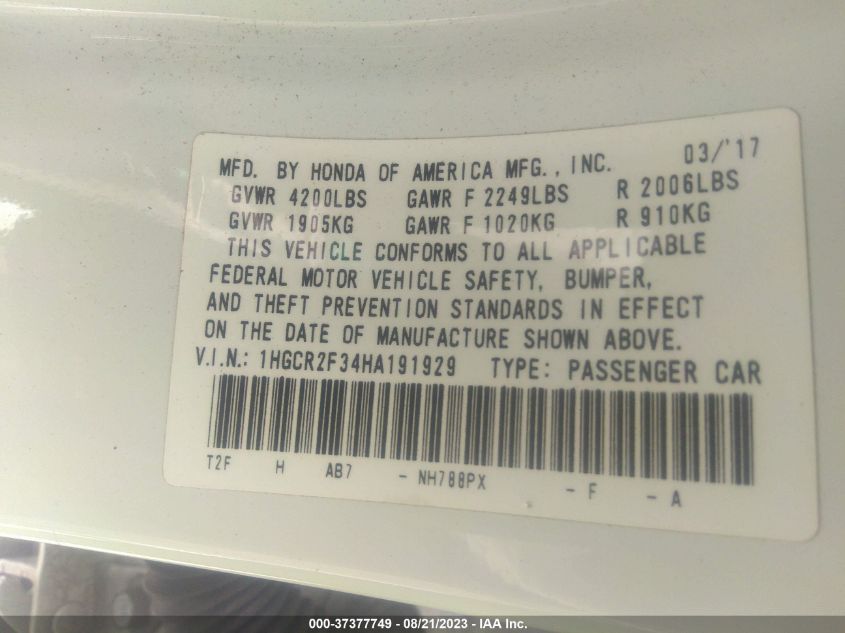 MFD. BY HONDA OF AMERICA MFG., INC. 03/'17
GVWR 4200LBS GAWR F 2249LBS R 2006LBS
GVWR 1905KG GAWR F 1020KG R 910KG
THIS VEHICLE CONFORMS TO ALL APPLICABLE
FEDERAL MOTOR VEHICLE SAFETY, BUMPER,
AND THEFT PREVENTION STANDARDS IN EFFECT
ON THE DATE OF MANUFACTURE SHOWN ABOVE.
V.I.N.: 1HGCR2F34HA191929 TYPE: PASSENGER CAR
T2F H AB7 - NH788PX - F - A
000-37377749 - 08/21/2023 - IAA Inc.